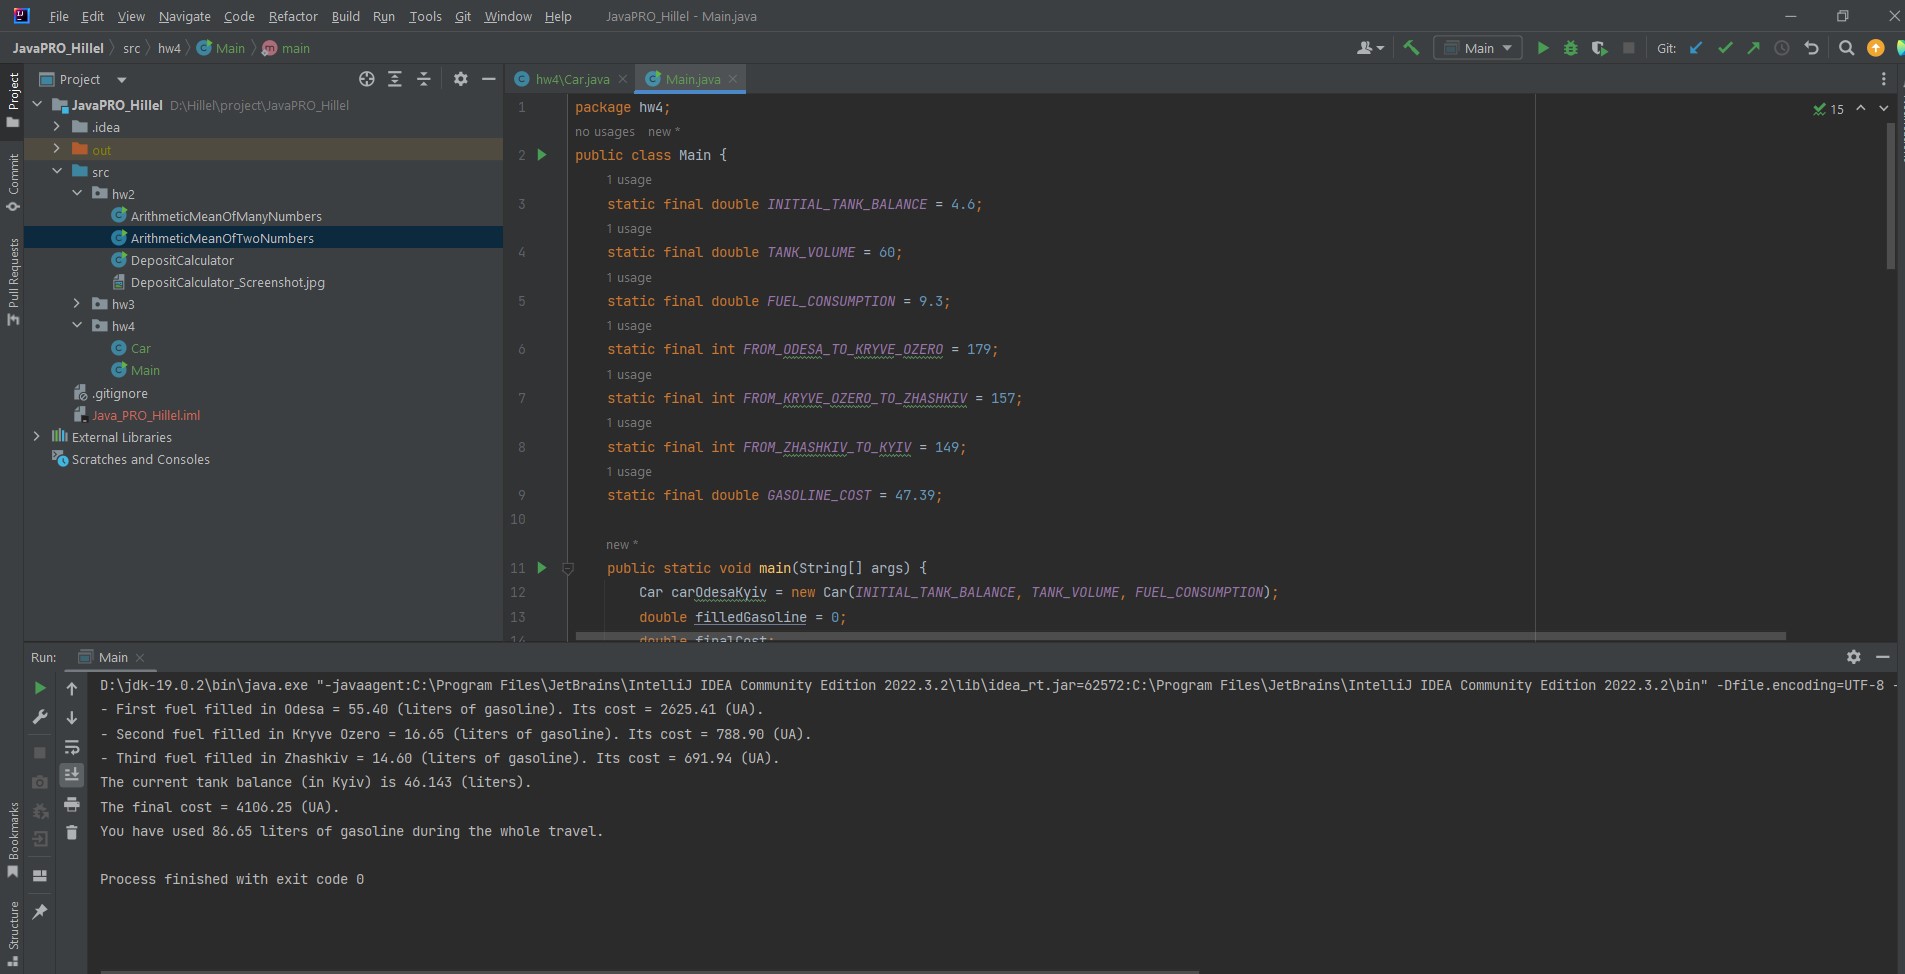 File Edit View Navigate Code Refactor Build Run Tools Git Window Help JavaPRO_Hillel - Main.java
JavaPRO_Hillel src hw4 Main main
Main Git:
Project
Commit
Pull Requests
Bookmarks
Structure
Project
JavaPRO_Hillel D:\Hillel\project\JavaPRO_Hillel
.idea
out
src
hw2
ArithmeticMeanOfManyNumbers
ArithmeticMeanOfTwoNumbers
DepositCalculator
DepositCalculator_Screenshot.jpg
hw3
hw4
Car
Main
.gitignore
Java_PRO_Hillel.iml
External Libraries
Scratches and Consoles
hw4\Car.java Main.java
15
1 package hw4;
no usages new *
2 public class Main {
1 usage
3 static final double INITIAL_TANK_BALANCE = 4.6;
1 usage
4 static final double TANK_VOLUME = 60;
1 usage
5 static final double FUEL_CONSUMPTION = 9.3;
1 usage
6 static final int FROM_ODESA_TO_KRYVE_OZERO = 179;
1 usage
7 static final int FROM_KRYVE_OZERO_TO_ZHASHKIV = 157;
1 usage
8 static final int FROM_ZHASHKIV_TO_KYIV = 149;
1 usage
9 static final double GASOLINE_COST = 47.39;
10
new *
11 public static void main(String[] args) {
12 Car carOdesaKyiv = new Car(INITIAL_TANK_BALANCE, TANK_VOLUME, FUEL_CONSUMPTION);
13 double filledGasoline = 0;
14 double finalCost;
Run: Main
D:\jdk-19.0.2\bin\java.exe "-javaagent:C:\Program Files\JetBrains\IntelliJ IDEA Community Edition 2022.3.2\lib\idea_rt.jar=62572:C:\Program Files\JetBrains\IntelliJ IDEA Community Edition 2022.3.2\bin" -Dfile.encoding=UTF-8 -
- First fuel filled in Odesa = 55.40 (liters of gasoline). Its cost = 2625.41 (UA).
- Second fuel filled in Kryve Ozero = 16.65 (liters of gasoline). Its cost = 788.90 (UA).
- Third fuel filled in Zhashkiv = 14.60 (liters of gasoline). Its cost = 691.94 (UA).
The current tank balance (in Kyiv) is 46.143 (liters).
The final cost = 4106.25 (UA).
You have used 86.65 liters of gasoline during the whole travel.
Process finished with exit code 0